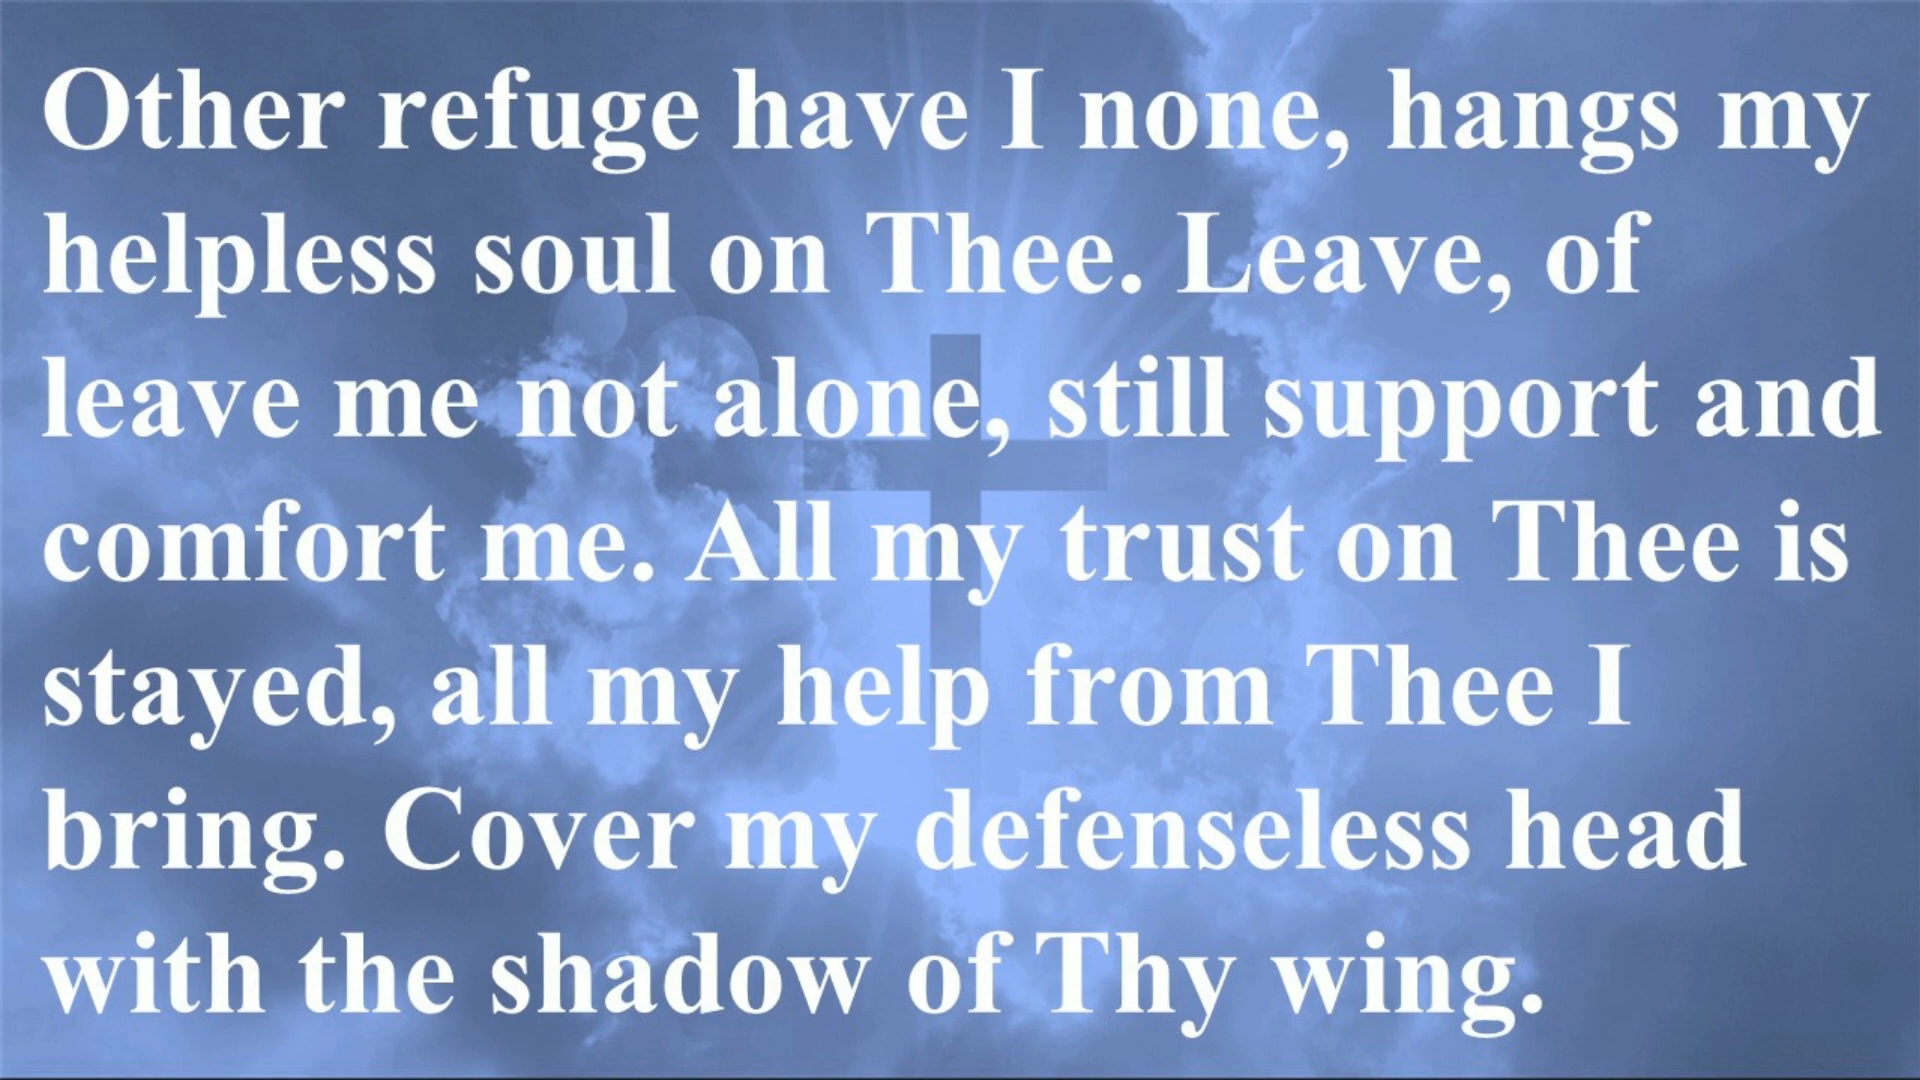 Other refuge have I none, hangs my
helpless soul on Thee. Leave, of
leave me not alone, still support and
comfort me. All my trust on Thee is
stayed, all my help from Thee I
bring. Cover my defenseless head
with the shadow of Thy wing.